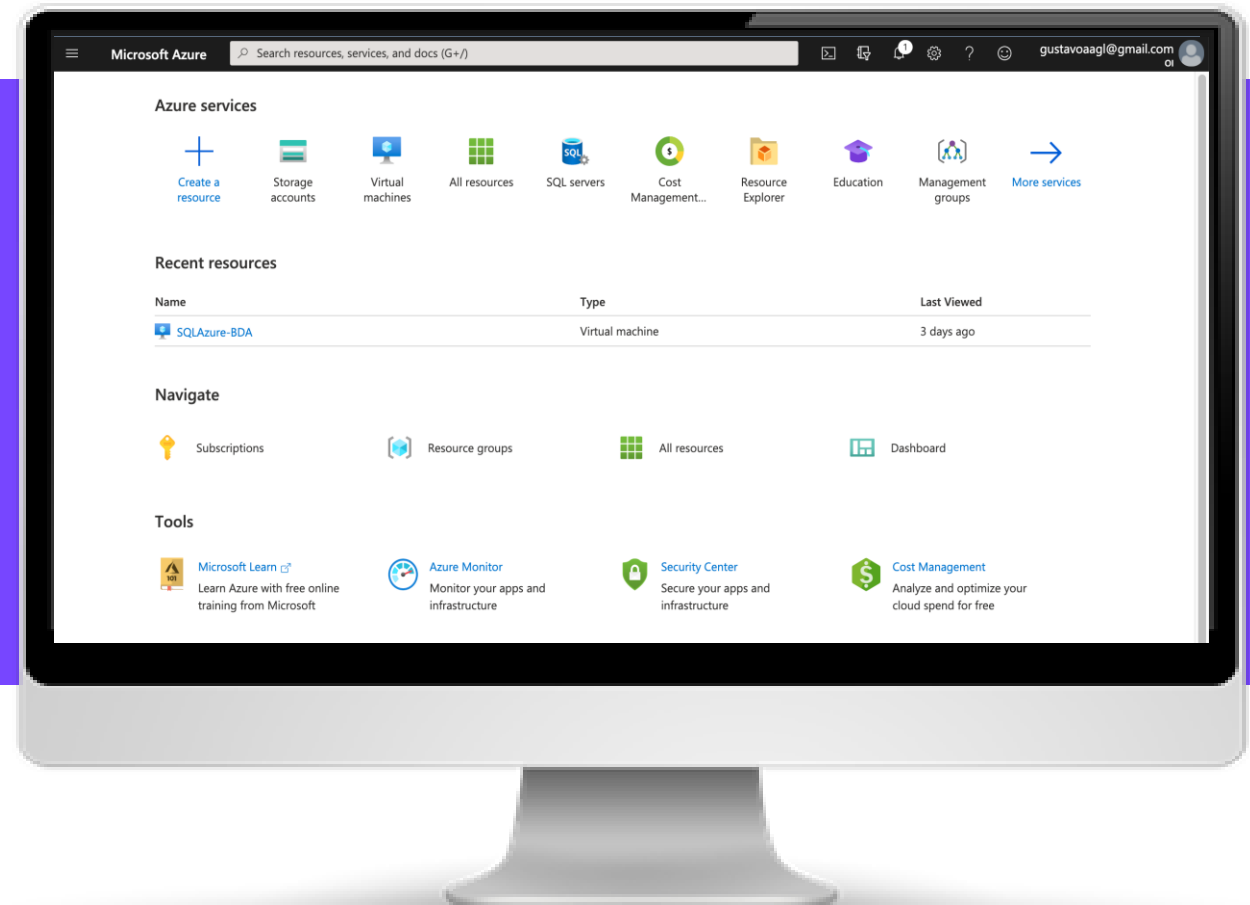 Microsoft Azure
Search resources, services, and docs (G+/)
1
gustavoaagl@gmail.com
OI
Azure services
Create a resource
Storage accounts
Virtual machines
All resources
SQL
SQL servers
$
Cost Management...
Resource Explorer
Education
Management groups
More services
Recent resources
Name Type Last Viewed
SQLAzure-BDA Virtual machine 3 days ago
Navigate
Subscriptions
Resource groups
All resources
Dashboard
Tools
101
Microsoft Learn
Learn Azure with free online
training from Microsoft
Azure Monitor
Monitor your apps and
infrastructure
Security Center
Secure your apps and
infrastructure
$
Cost Management
Analyze and optimize your
cloud spend for free